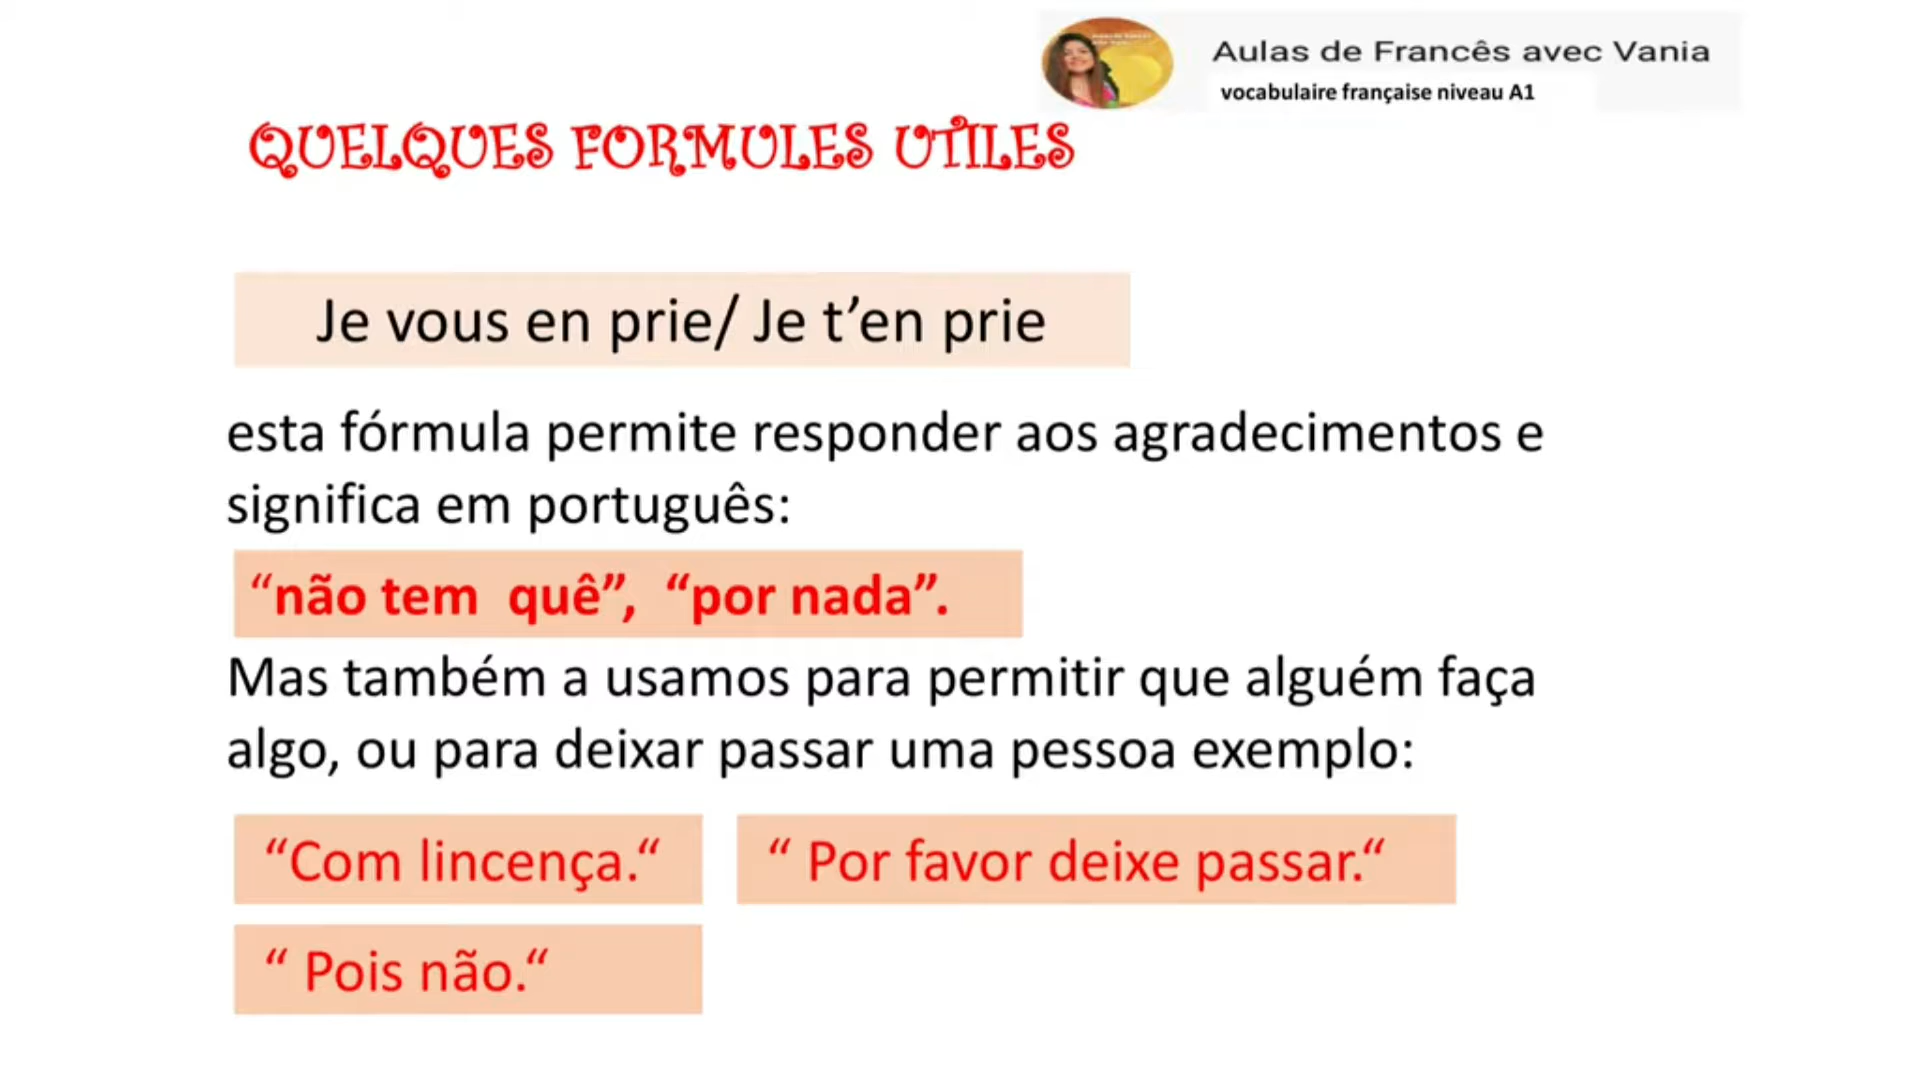 Aulas de Francês avec Vania
vocabulaire française niveau A1
QUELQUES FORMULES UTILES
Je vous en prie/ Je t’en prie
esta fórmula permite responder aos agradecimentos e
significa em português:
“não tem quê”, “por nada”.
Mas também a usamos para permitir que alguém faça
algo, ou para deixar passar uma pessoa exemplo:
“Com lincença.“
“ Por favor deixe passar.“
“ Pois não.“